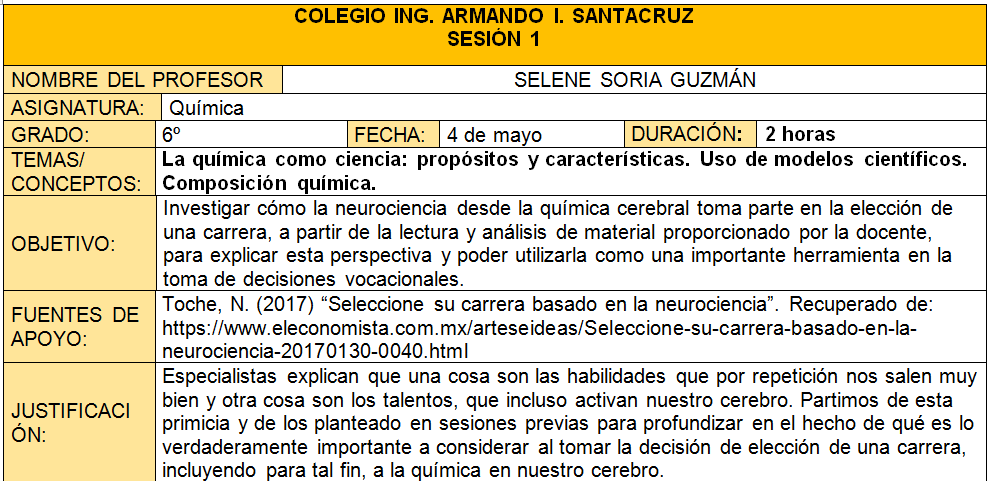 COLEGIO ING. ARMANDO I. SANTACRUZ
SESIÓN 1
NOMBRE DEL PROFESOR SELENE SORIA GUZMÁN
ASIGNATURA: Química
GRADO: 6º FECHA: 4 de mayo DURACIÓN: 2 horas
TEMAS/
CONCEPTOS:
La química como ciencia: propósitos y características. Uso de modelos científicos.
Composición química.
OBJETIVO:
Investigar cómo la neurociencia desde la química cerebral toma parte en la elección de
una carrera, a partir de la lectura y análisis de material proporcionado por la docente,
para explicar esta perspectiva y poder utilizarla como una importante herramienta en la
toma de decisiones vocacionales.
FUENTES DE
APOYO:
Toche, N. (2017) “Seleccione su carrera basado en la neurociencia”. Recuperado de:
https://www.eleconomista.com.mx/arteseideas/Seleccione-su-carrera-basado-en-la-
neurociencia-20170130-0040.html
JUSTIFICACI
ÓN:
Especialistas explican que una cosa son las habilidades que por repetición nos salen muy
bien y otra cosa son los talentos, que incluso activan nuestro cerebro. Partimos de esta
primicia y de los planteado en sesiones previas para profundizar en el hecho de qué es lo
verdaderamente importante a considerar al tomar la decisión de elección de una carrera,
incluyendo para tal fin, a la química en nuestro cerebro.